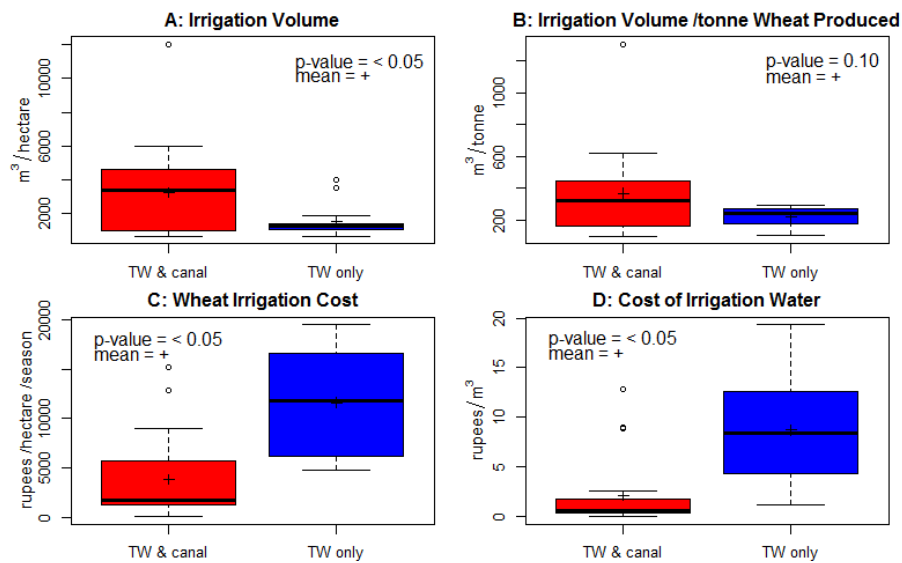 A: Irrigation Volume
p-value = < 0.05
mean = +
m³/hectare
10000
6000
2000
TW & canal
TW only
B: Irrigation Volume /tonne Wheat Produced
p-value = 0.10
mean = +
m³/tonne
1000
600
200
TW & canal
TW only
C: Wheat Irrigation Cost
p-value = < 0.05
mean = +
rupees /hectare /season
20000
10000
5000
0
TW & canal
TW only
D: Cost of Irrigation Water
p-value = < 0.05
mean = +
rupees/m³
20
15
10
5
0
TW & canal
TW only